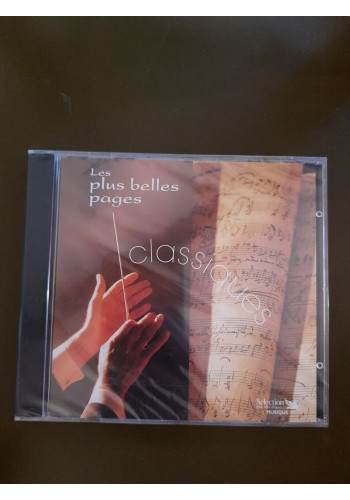 Les
plus belles
pages
classiques
Sélection
MUSIQUE